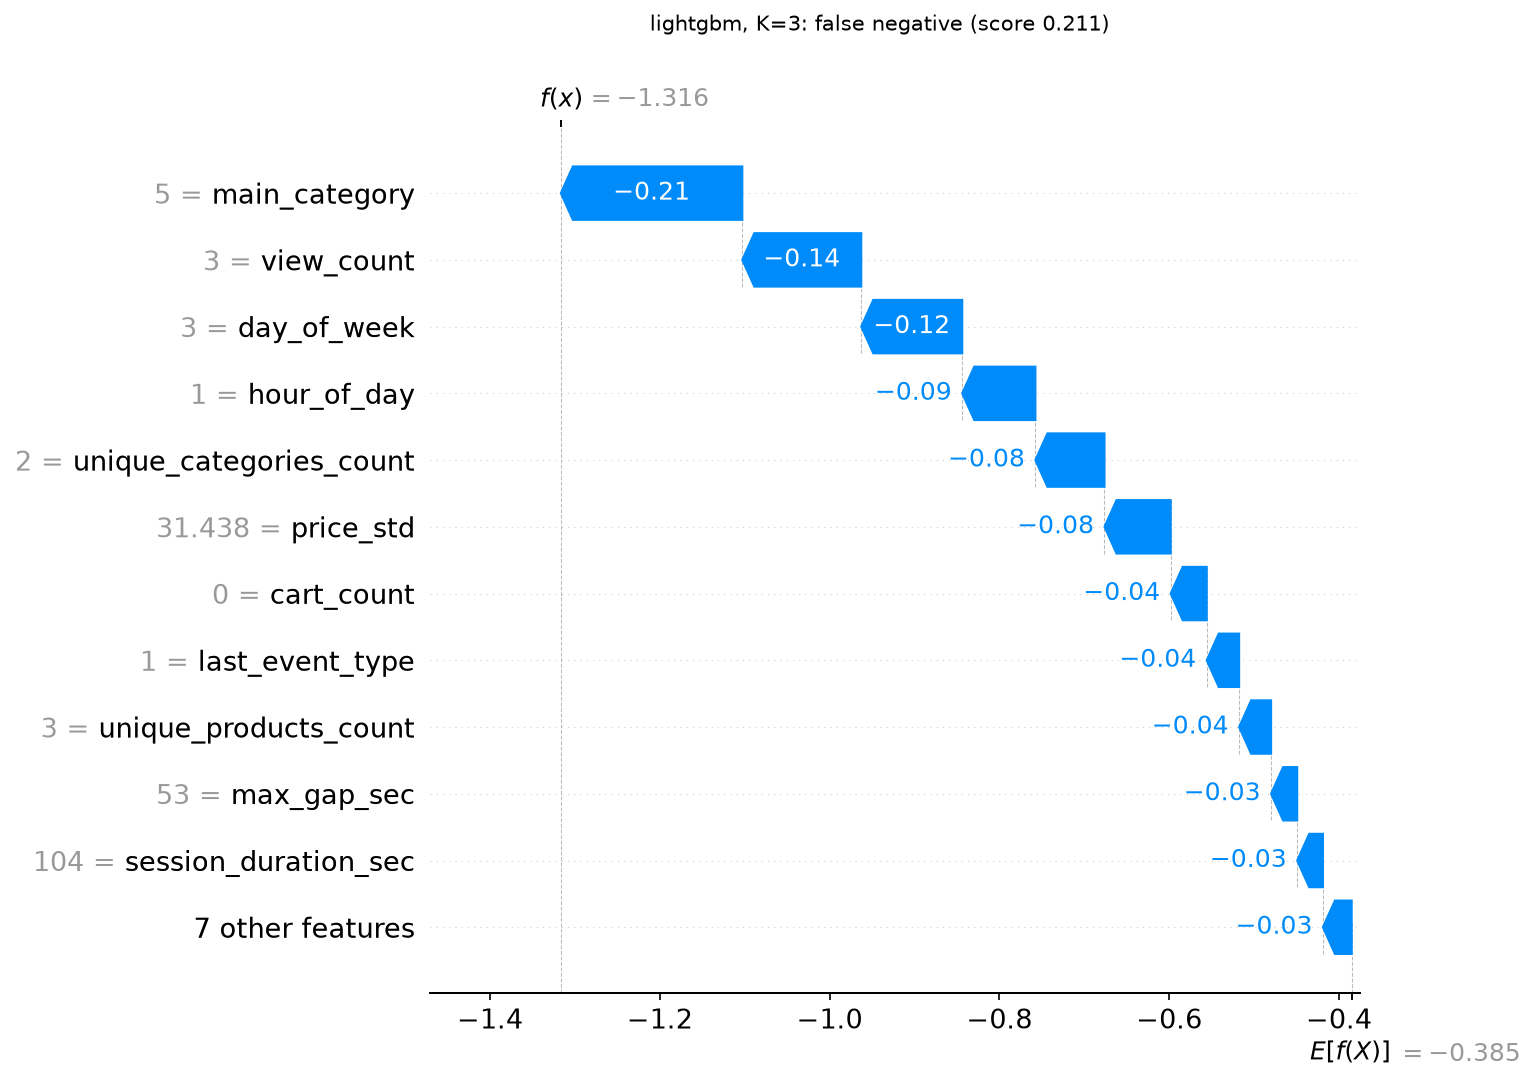 lightgbm, K=3: false negative (score 0.211)
f(x) = −1.316
5 = main_category −0.21
3 = view_count −0.14
3 = day_of_week −0.12
1 = hour_of_day −0.09
2 = unique_categories_count −0.08
31.438 = price_std −0.08
0 = cart_count −0.04
1 = last_event_type −0.04
3 = unique_products_count −0.04
53 = max_gap_sec −0.03
104 = session_duration_sec −0.03
7 other features −0.03
−1.4 −1.2 −1.0 −0.8 −0.6 −0.4
E[f(X)] = −0.385